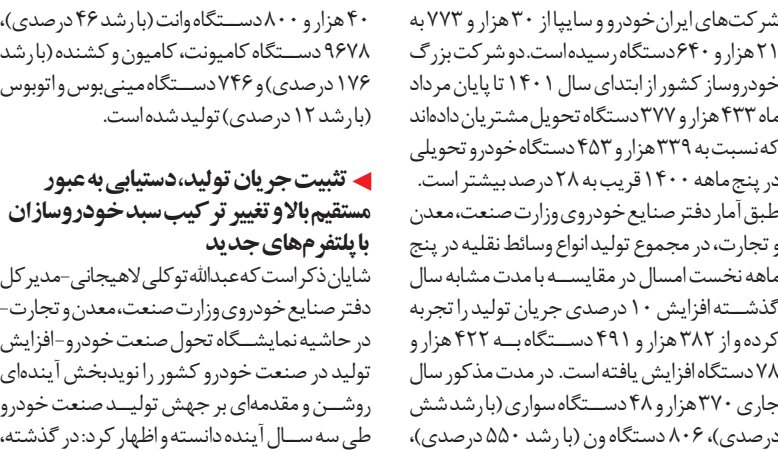 شرکت‌های ایران‌خودرو و سایپا از ۳۰ هزار و ۷۷۳ به
۲۱ هزار و ۶۴۰ دستگاه رسیده است. دو شرکت بزرگ
خودروساز کشور از ابتدای سال ۱۴۰۱ تا پایان مرداد
ماه ۴۳۳ هزار و ۳۷۷ دستگاه تحویل مشتریان داده‌اند
که نسبت به ۳۳۹ هزار و ۴۵۳ دستگاه خودرو تحویلی
در پنج ماهه ۱۴۰۰ قریب به ۲۸ درصد بیشتر است.
طبق آمار دفتر صنایع خودروی وزارت صنعت، معدن
و تجارت، در مجموع تولید انواع وسائط نقلیه در پنج
ماهه نخست امسال در مقایسه با مدت مشابه سال
گذشته افزایش ۱۰ درصدی جریان تولید را تجربه
کرده و از ۳۸۲ هزار و ۴۹۱ دستگاه به ۴۲۲ هزار و
۷۸ دستگاه افزایش یافته است. در مدت مذکور سال
جاری ۳۷۰ هزار و ۴۸ دستگاه سواری (با رشد شش
درصدی)، ۸۰۶ دستگاه ون (با رشد ۵۵۰ درصدی)،
۴۰ هزار و ۸۰۰ دستگاه وانت (با رشد ۴۶ درصدی)،
۹۶۷۸ دستگاه کامیونت، کامیون و کشنده (با رشد
۱۷۶ درصدی) و ۷۴۶ دستگاه مینی‌بوس و اتوبوس
(با رشد ۱۲ درصدی) تولید شده است.
تثبیت جریان تولید، دستیابی به عبور
مستقیم بالا و تغییر ترکیب سبد خودروسازان
با پلتفرم‌های جدید
شایان ذکر است که عبدالله توکلی لاهیجانی -مدیر کل
دفتر صنایع خودروی وزارت صنعت، معدن و تجارت-
در حاشیه نمایشگاه تحول صنعت خودرو- افزایش
تولید در صنعت خودرو کشور را نویدبخش آینده‌ای
روشن و مقدمه‌ای بر جهش تولید صنعت خودرو
طی سه سال آینده دانسته و اظهار کرد: در گذشته،